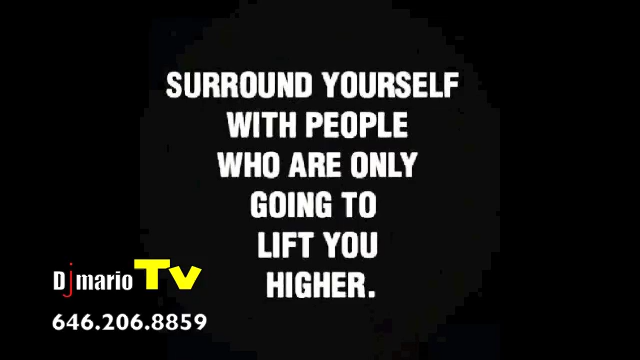 SURROUND YOURSELF
WITH PEOPLE
WHO ARE ONLY
GOING TO
LIFT YOU
HIGHER.
Djmario Tv
646.206.8859